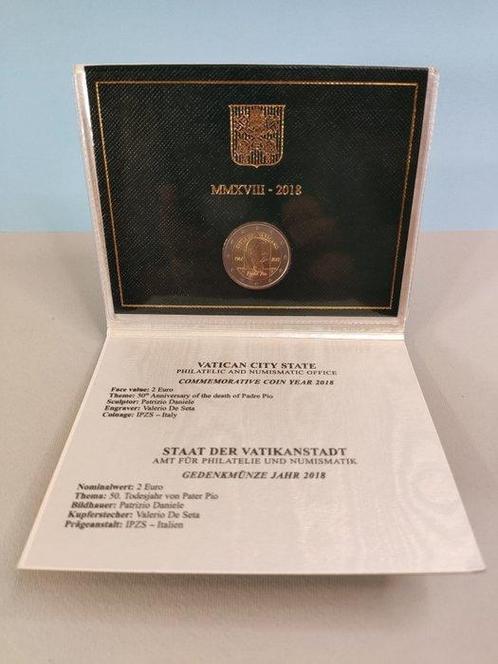 MMXVIII - 2018
Padre Pio
VATICAN CITY STATE
PHILATELIC AND NUMISMATIC OFFICE
COMMEMORATIVE COIN YEAR 2018
Face value: 2 Euro
Theme: 50th Anniversary of the death of Padre Pio
Sculptor: Patrizio Daniele
Engraver: Valerio De Seta
Coinage: IPZS – Italy
STAAT DER VATIKANSTADT
AMT FÜR PHILATELIE UND NUMISMATIK
GEDENKMÜNZE JAHR 2018
Nominalwert: 2 Euro
Thema: 50. Todesjahr von Pater Pio
Bildhauer: Patrizio Daniele
Kupferstecher: Valerio De Seta
Prägeanstalt: IPZS – Italien